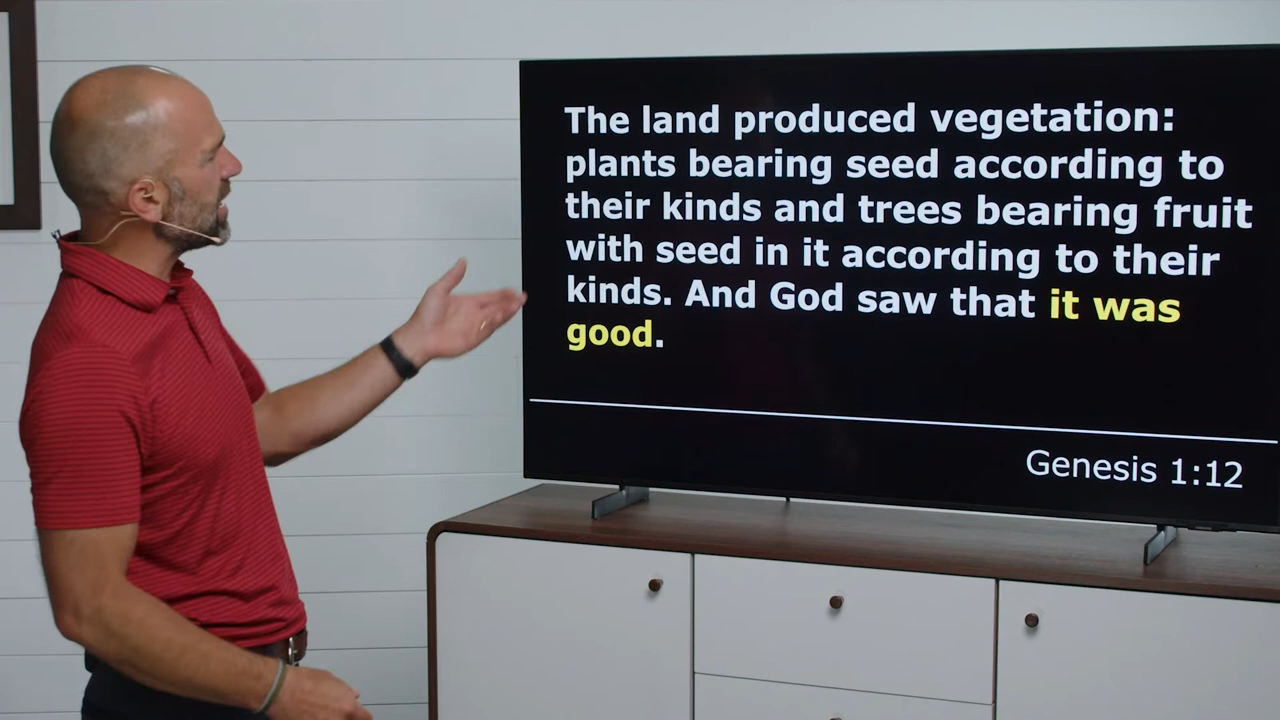 The land produced vegetation:
plants bearing seed according to
their kinds and trees bearing fruit
with seed in it according to their
kinds. And God saw that it was
good.
Genesis 1:12